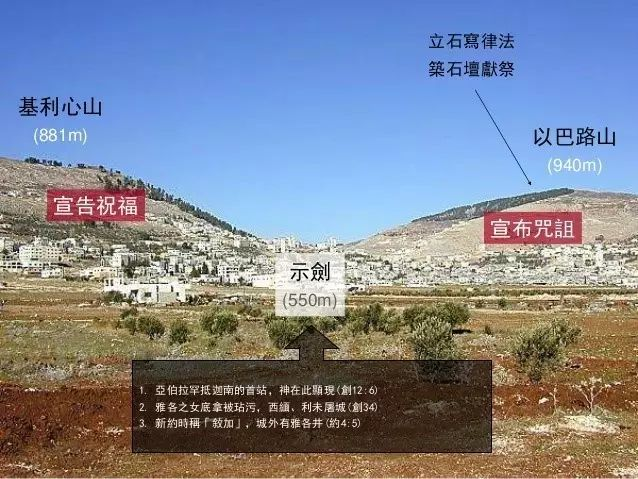 立石寫律法
築石壇獻祭
基利心山
(881m)
以巴路山
(940m)
宣告祝福
宣布咒詛
示劍
(550m)
1. 亞伯拉罕抵迦南的首站，神在此顯現(創12:6)
2. 雅各之女底拿被玷污，西緬、利未屠城(創34)
3. 新約時稱「敍加」，城外有雅各井(約4:5)